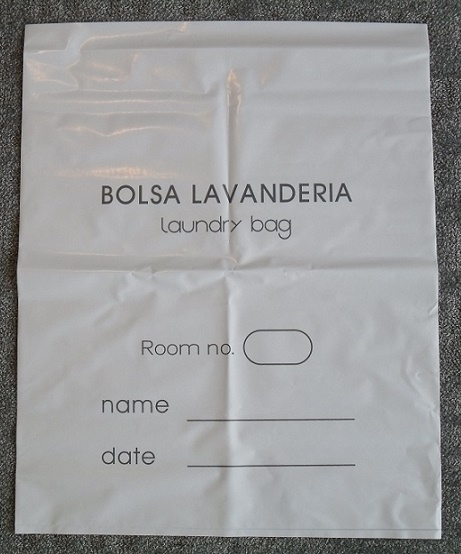 BOLSA LAVANDERIA
laundry bag
Room no.
name
date